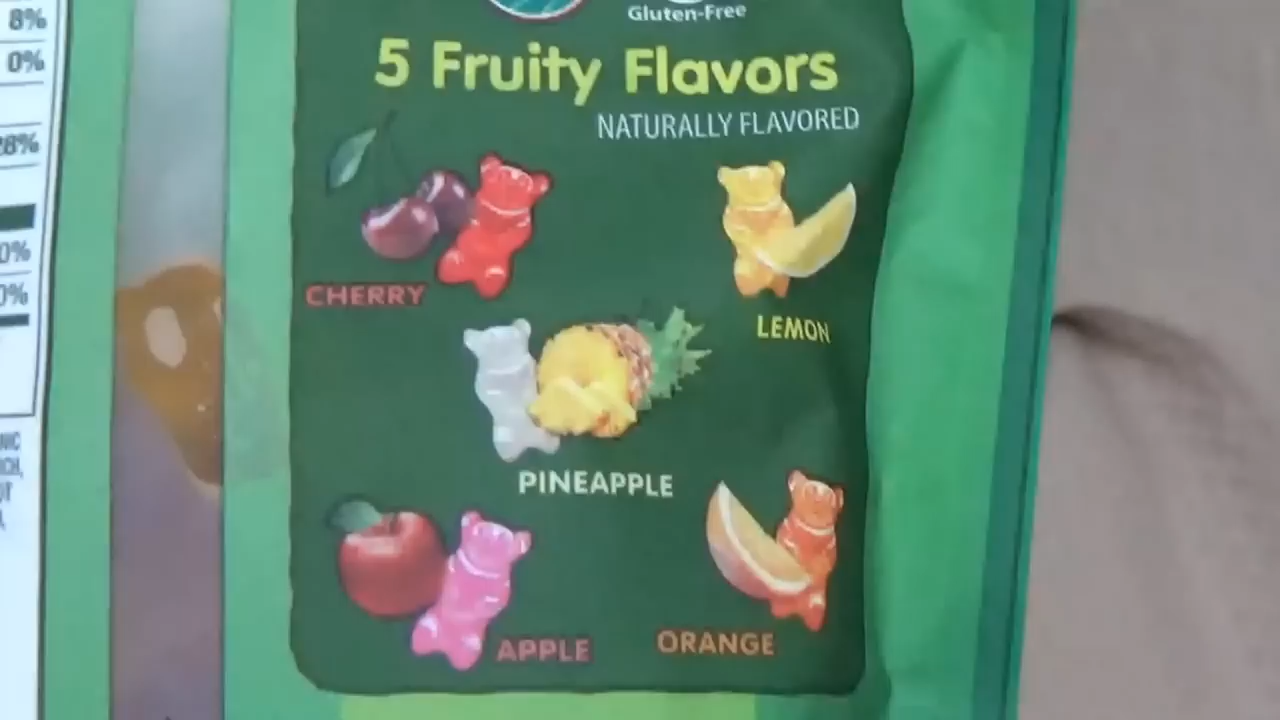 8%
0%
28%
0%
0%
Gluten-Free
5 Fruity Flavors
NATURALLY FLAVORED
CHERRY
LEMON
PINEAPPLE
APPLE
ORANGE